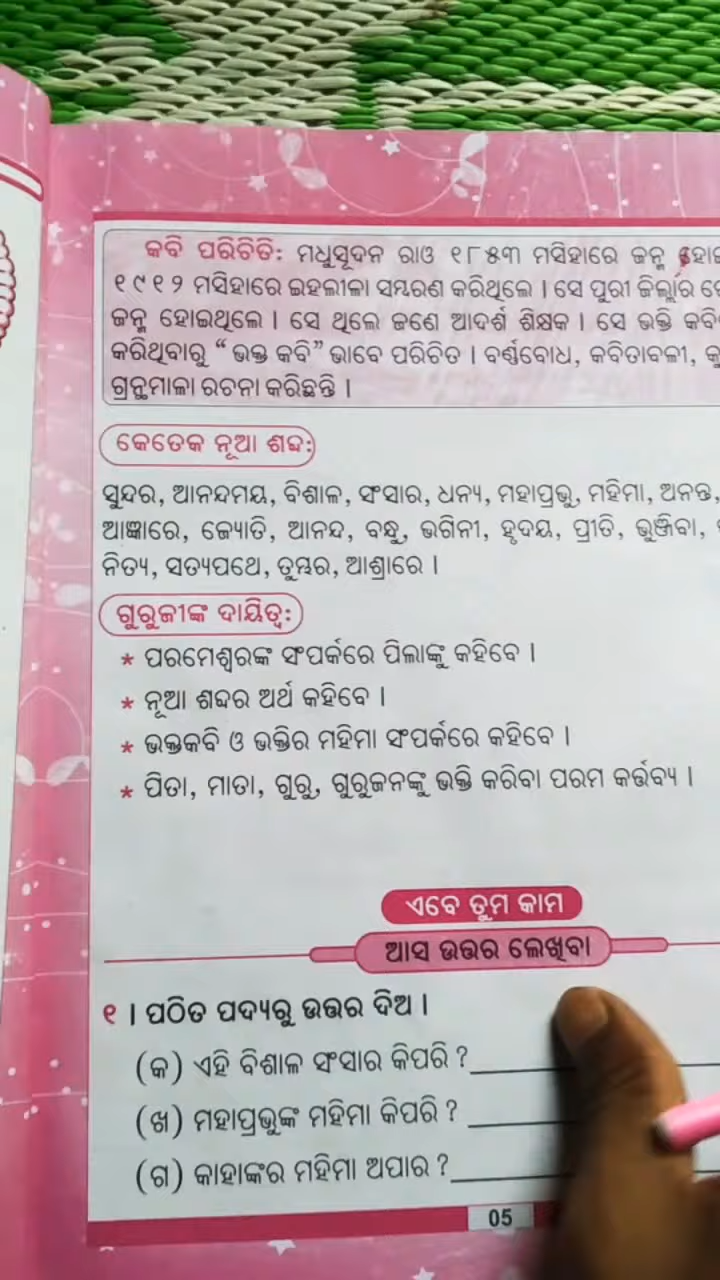 କବି ପରିଚିତି: ମଧୁସୂଦନ ରାଓ ୧୮୫୩ ମସିହାରେ ଜନ୍ମ
୧୯୧୨ ମସିହାରେ ଇହଲୀଳା ସମ୍ବରଣ କରିଥିଲେ । ସେ ପୁରୀ ଜିଲ୍ଲାର
ଜନ୍ମ ହୋଇଥିଲେ । ସେ ଥିଲେ ଜଣେ ଆଦର୍ଶ ଶିକ୍ଷକ । ସେ ଭକ୍ତି
କରିଥିବାରୁ “ ଭକ୍ତ କବି” ଭାବେ ପରିଚିତ । ବର୍ଣ୍ଣବୋଧ, କବିତାବଳୀ,
ଗ୍ରନ୍ଥମାଳା ରଚନା କରିଛନ୍ତି ।
କେତେକ ନୂଆ ଶବ୍ଦ:
ସୁନ୍ଦର, ଆନନ୍ଦମୟ, ବିଶାଳ, ସଂସାର, ଧନ୍ୟ, ମହାପ୍ରଭୁ, ମହିମା, ଅନନ୍ତ,
ଆଜ୍ଞାରେ, ଜ୍ୟୋତି, ଆନନ୍ଦ, ବନ୍ଧୁ, ଭଗିନୀ, ହୃଦୟ, ପ୍ରୀତି, ଭୁଞ୍ଜିବା,
ନିତ୍ୟ, ସତ୍ୟପଥେ, ତୁମ୍ଭର, ଆଶ୍ରାରେ ।
ଗୁରୁଜୀଙ୍କ ଦାୟିତ୍ଵ:
* ପରମେଶ୍ୱରଙ୍କ ସଂପର୍କରେ ପିଲାଙ୍କୁ କହିବେ ।
* ନୂଆ ଶବ୍ଦର ଅର୍ଥ କହିବେ ।
* ଭକ୍ତକବି ଓ ଭକ୍ତିର ମହିମା ସଂପର୍କରେ କହିବେ ।
* ପିତା, ମାତା, ଗୁରୁ, ଗୁରୁଜନଙ୍କୁ ଭକ୍ତି କରିବା ପରମ କର୍ତ୍ତବ୍ୟ ।
ଏବେ ତୁମ କାମ
ଆସ ଉତ୍ତର ଲେଖିବା
୧ । ପଠିତ ପଦ୍ୟରୁ ଉତ୍ତର ଦିଅ ।
(କ) ଏହି ବିଶାଳ ସଂସାର କିପରି ?
(ଖ) ମହାପ୍ରଭୁଙ୍କ ମହିମା କିପରି ?
(ଗ) କାହାଙ୍କର ମହିମା ଅପାର ?
05